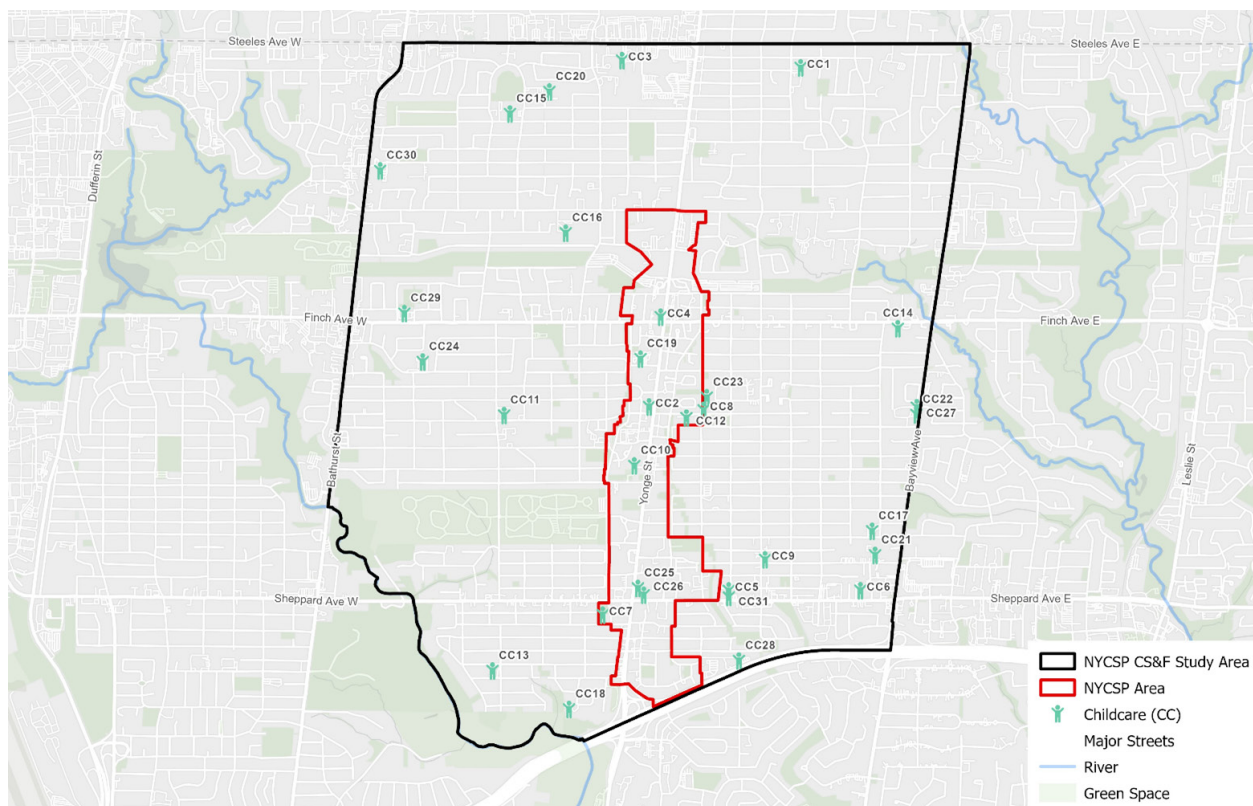 Steeles Ave W
Steeles Ave E
CC3
CC1
CC20
CC15
Dufferin St
CC30
CC16
CC29
Finch Ave W
CC4
CC14
Finch Ave E
CC24
CC19
CC23
CC2
CC8
CC22
CC27
CC11
CC12
Bathurst St
CC10
Yonge St
Bayview Ave
Leslie St
CC17
CC21
CC9
CC25
CC26
CC5
CC31
CC6
Sheppard Ave W
Sheppard Ave E
CC7
CC13
CC28
CC18
NYCSP CS&F Study Area
NYCSP Area
Childcare (CC)
Major Streets
River
Green Space